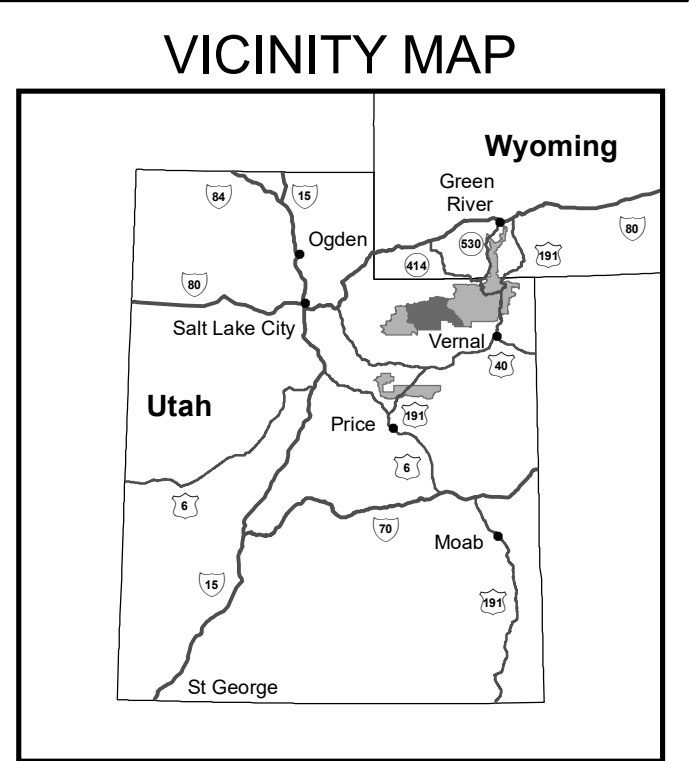 VICINITY MAP
Wyoming
Green
River
84
15
530
80
191
Ogden
414
80
Salt Lake City
Vernal
40
Utah
191
Price
6
6
70
Moab
15
191
St George